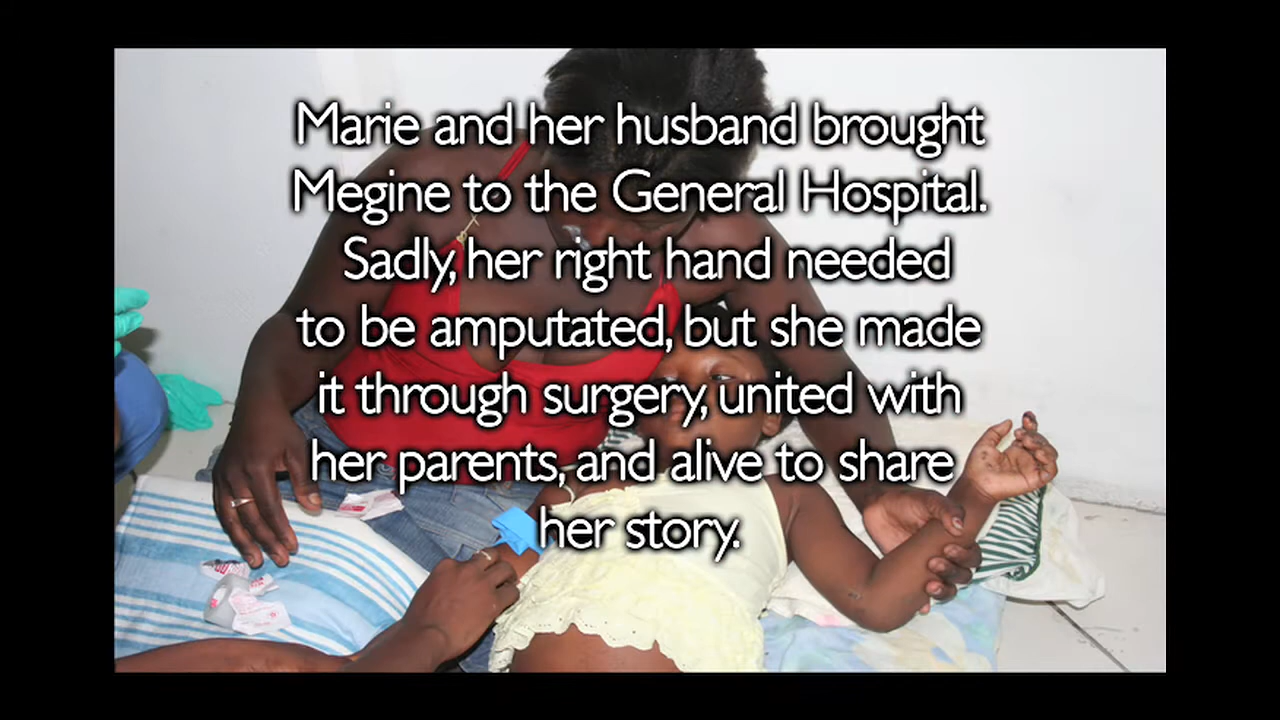 Marie and her husband brought
Megine to the General Hospital.
Sadly, her right hand needed
to be amputated, but she made
it through surgery, united with
her parents, and alive to share
her story.